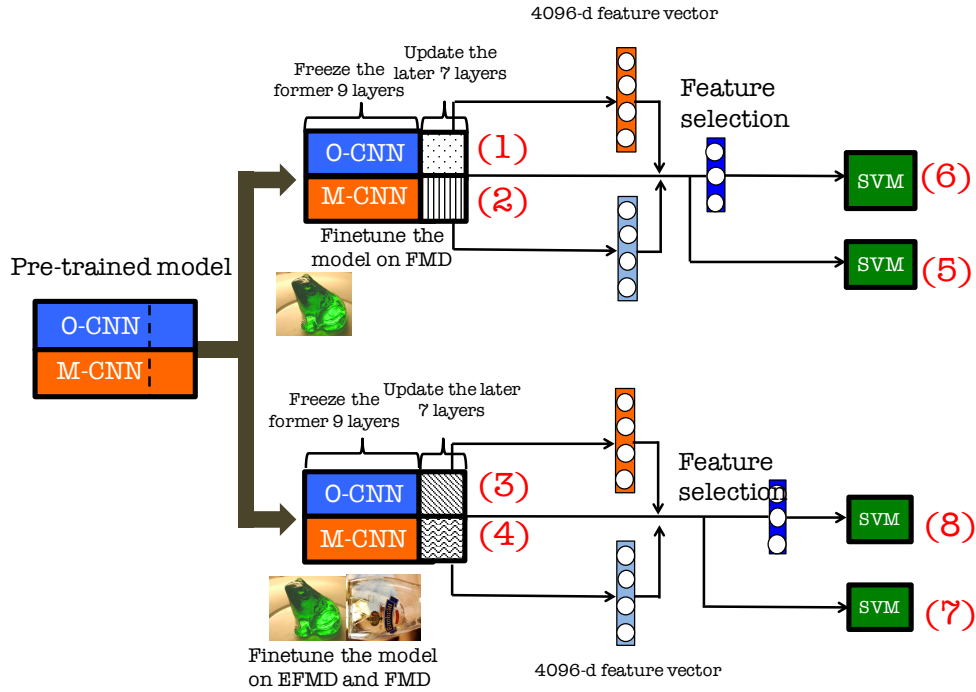 4096-d feature vector
Update the
later 7 layers
Freeze the
former 9 layers
Feature
selection
O-CNN
(1)
M-CNN
(2)
SVM
(6)
Finetune the
model on FMD
SVM
(5)
Pre-trained model
O-CNN
M-CNN
Freeze the
former 9 layers
Update the later
7 layers
Feature
selection
O-CNN
(3)
M-CNN
(4)
SVM
(8)
SVM
(7)
Finetune the model
on EFMD and FMD
4096-d feature vector